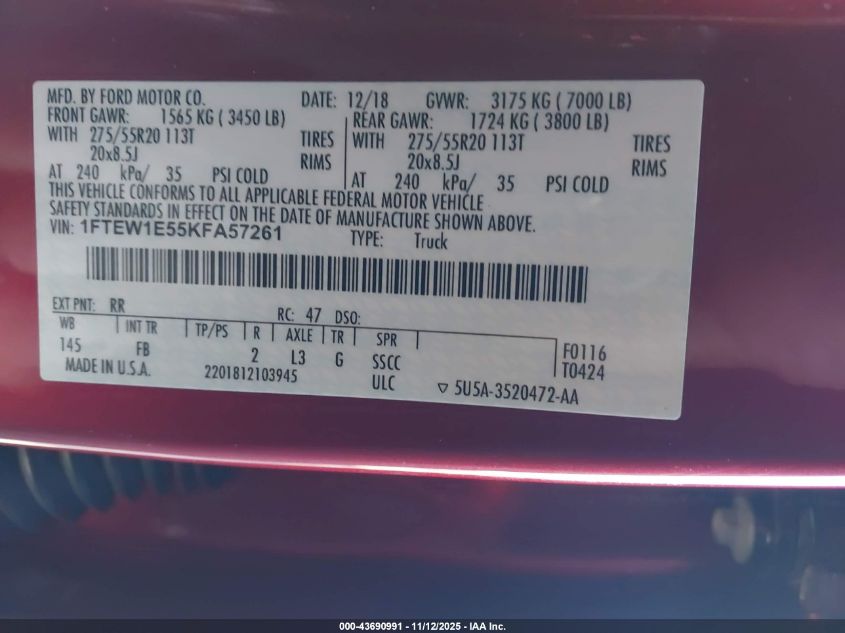 MFD. BY FORD MOTOR CO. DATE: 12/18 GVWR: 3175 KG ( 7000 LB)
FRONT GAWR: 1565 KG ( 3450 LB) REAR GAWR: 1724 KG ( 3800 LB)
WITH 275/55R20 113T TIRES WITH 275/55R20 113T TIRES
20x8.5J RIMS 20x8.5J RIMS
AT 240 kPa/ 35 PSI COLD AT 240 kPa/ 35 PSI COLD
THIS VEHICLE CONFORMS TO ALL APPLICABLE FEDERAL MOTOR VEHICLE
SAFETY STANDARDS IN EFFECT ON THE DATE OF MANUFACTURE SHOWN ABOVE.
VIN: 1FTEW1E55KFA57261 TYPE: Truck
EXT PNT: RR RC: 47 DSO:
WB INT TR TP/PS R AXLE TR SPR
145 FB 2 L3 G SSCC F0116
MADE IN U.S.A. 2201812103945 ULC T0424
5U5A-3520472-AA
000-43690991 - 11/12/2025 - IAA Inc.